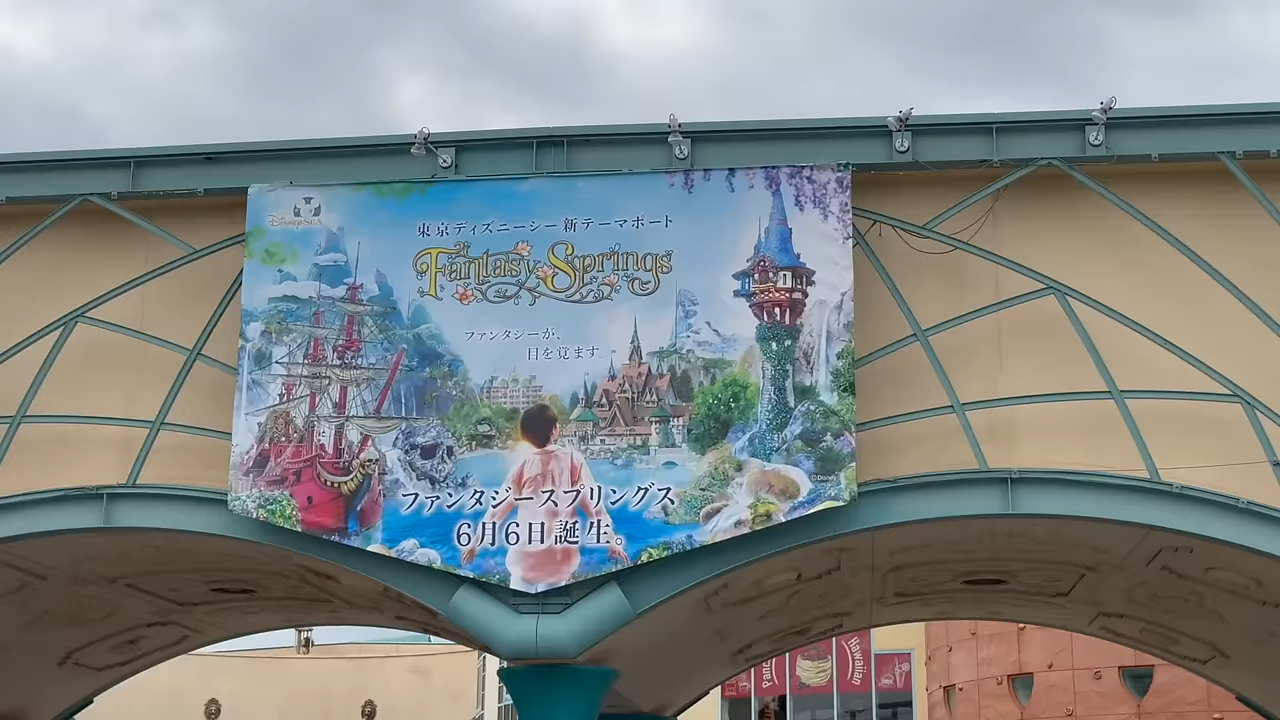 DisneySEA
東京ディズニーシー新テーマポート
Fantasy Springs
ファンタジーが、
目を覚ます。
ファンタジースプリングス
6月6日誕生。
©Disney
Panc
Hawaiian